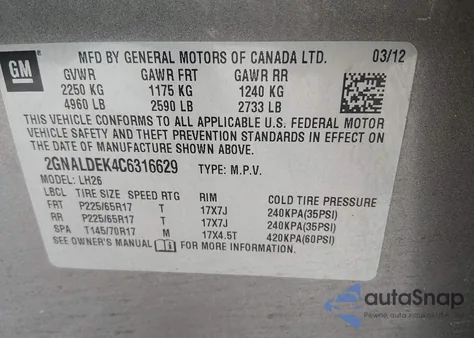 GM
MFD BY GENERAL MOTORS OF CANADA LTD. 03/12
GVWR GAWR FRT GAWR RR
2250 KG 1175 KG 1240 KG
4960 LB 2590 LB 2733 LB
THIS VEHICLE CONFORMS TO ALL APPLICABLE U.S. FEDERAL MOTOR
VEHICLE SAFETY AND THEFT PREVENTION STANDARDS IN EFFECT ON
THE DATE OF MANUFACTURE SHOWN ABOVE.
2GNALDEK4C6316629 TYPE: M.P.V.
MODEL: LH26
LBCL TIRE SIZE SPEED RTG RIM COLD TIRE PRESSURE
FRT P225/65R17 T 17X7J 240KPA(35PSI)
RR P225/65R17 T 17X7J 240KPA(35PSI)
SPA T145/70R17 M 17X4.5T 420KPA(60PSI)
SEE OWNER'S MANUAL FOR MORE INFORMATION.
autoSnap